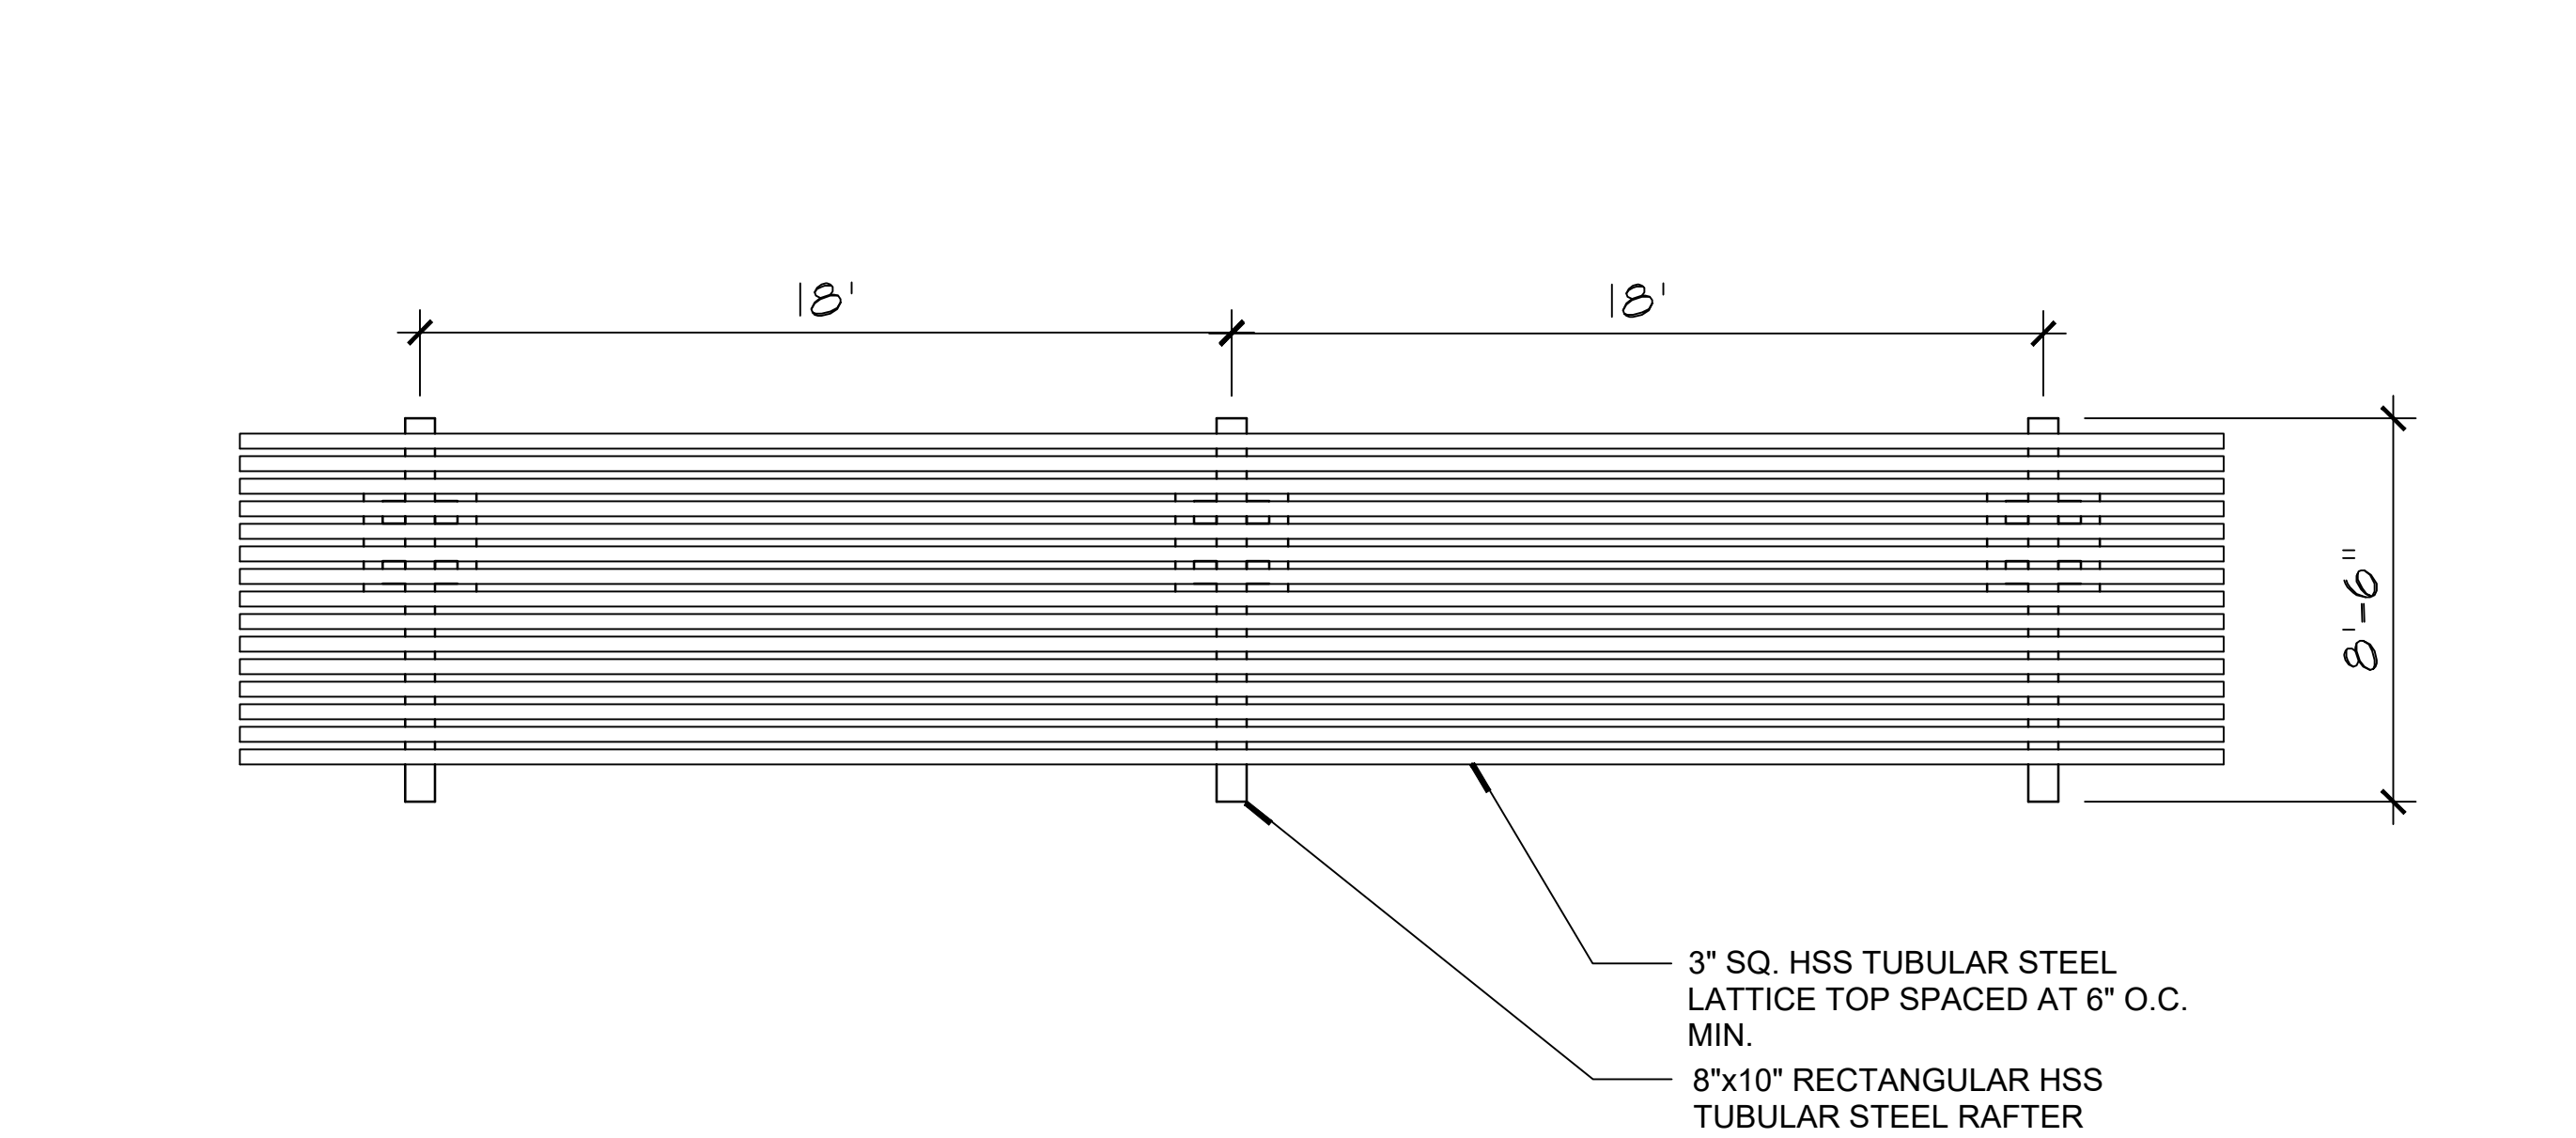 18'
18'
8'-6"
3" SQ. HSS TUBULAR STEEL
LATTICE TOP SPACED AT 6" O.C.
MIN.
8"x10" RECTANGULAR HSS
TUBULAR STEEL RAFTER